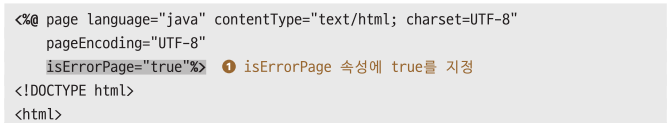 <%@ page language="java" contentType="text/html; charset=UTF-8"
pageEncoding="UTF-8"
isErrorPage="true"%> ❶ isErrorPage 속성에 true를 지정
<!DOCTYPE html>
<html>